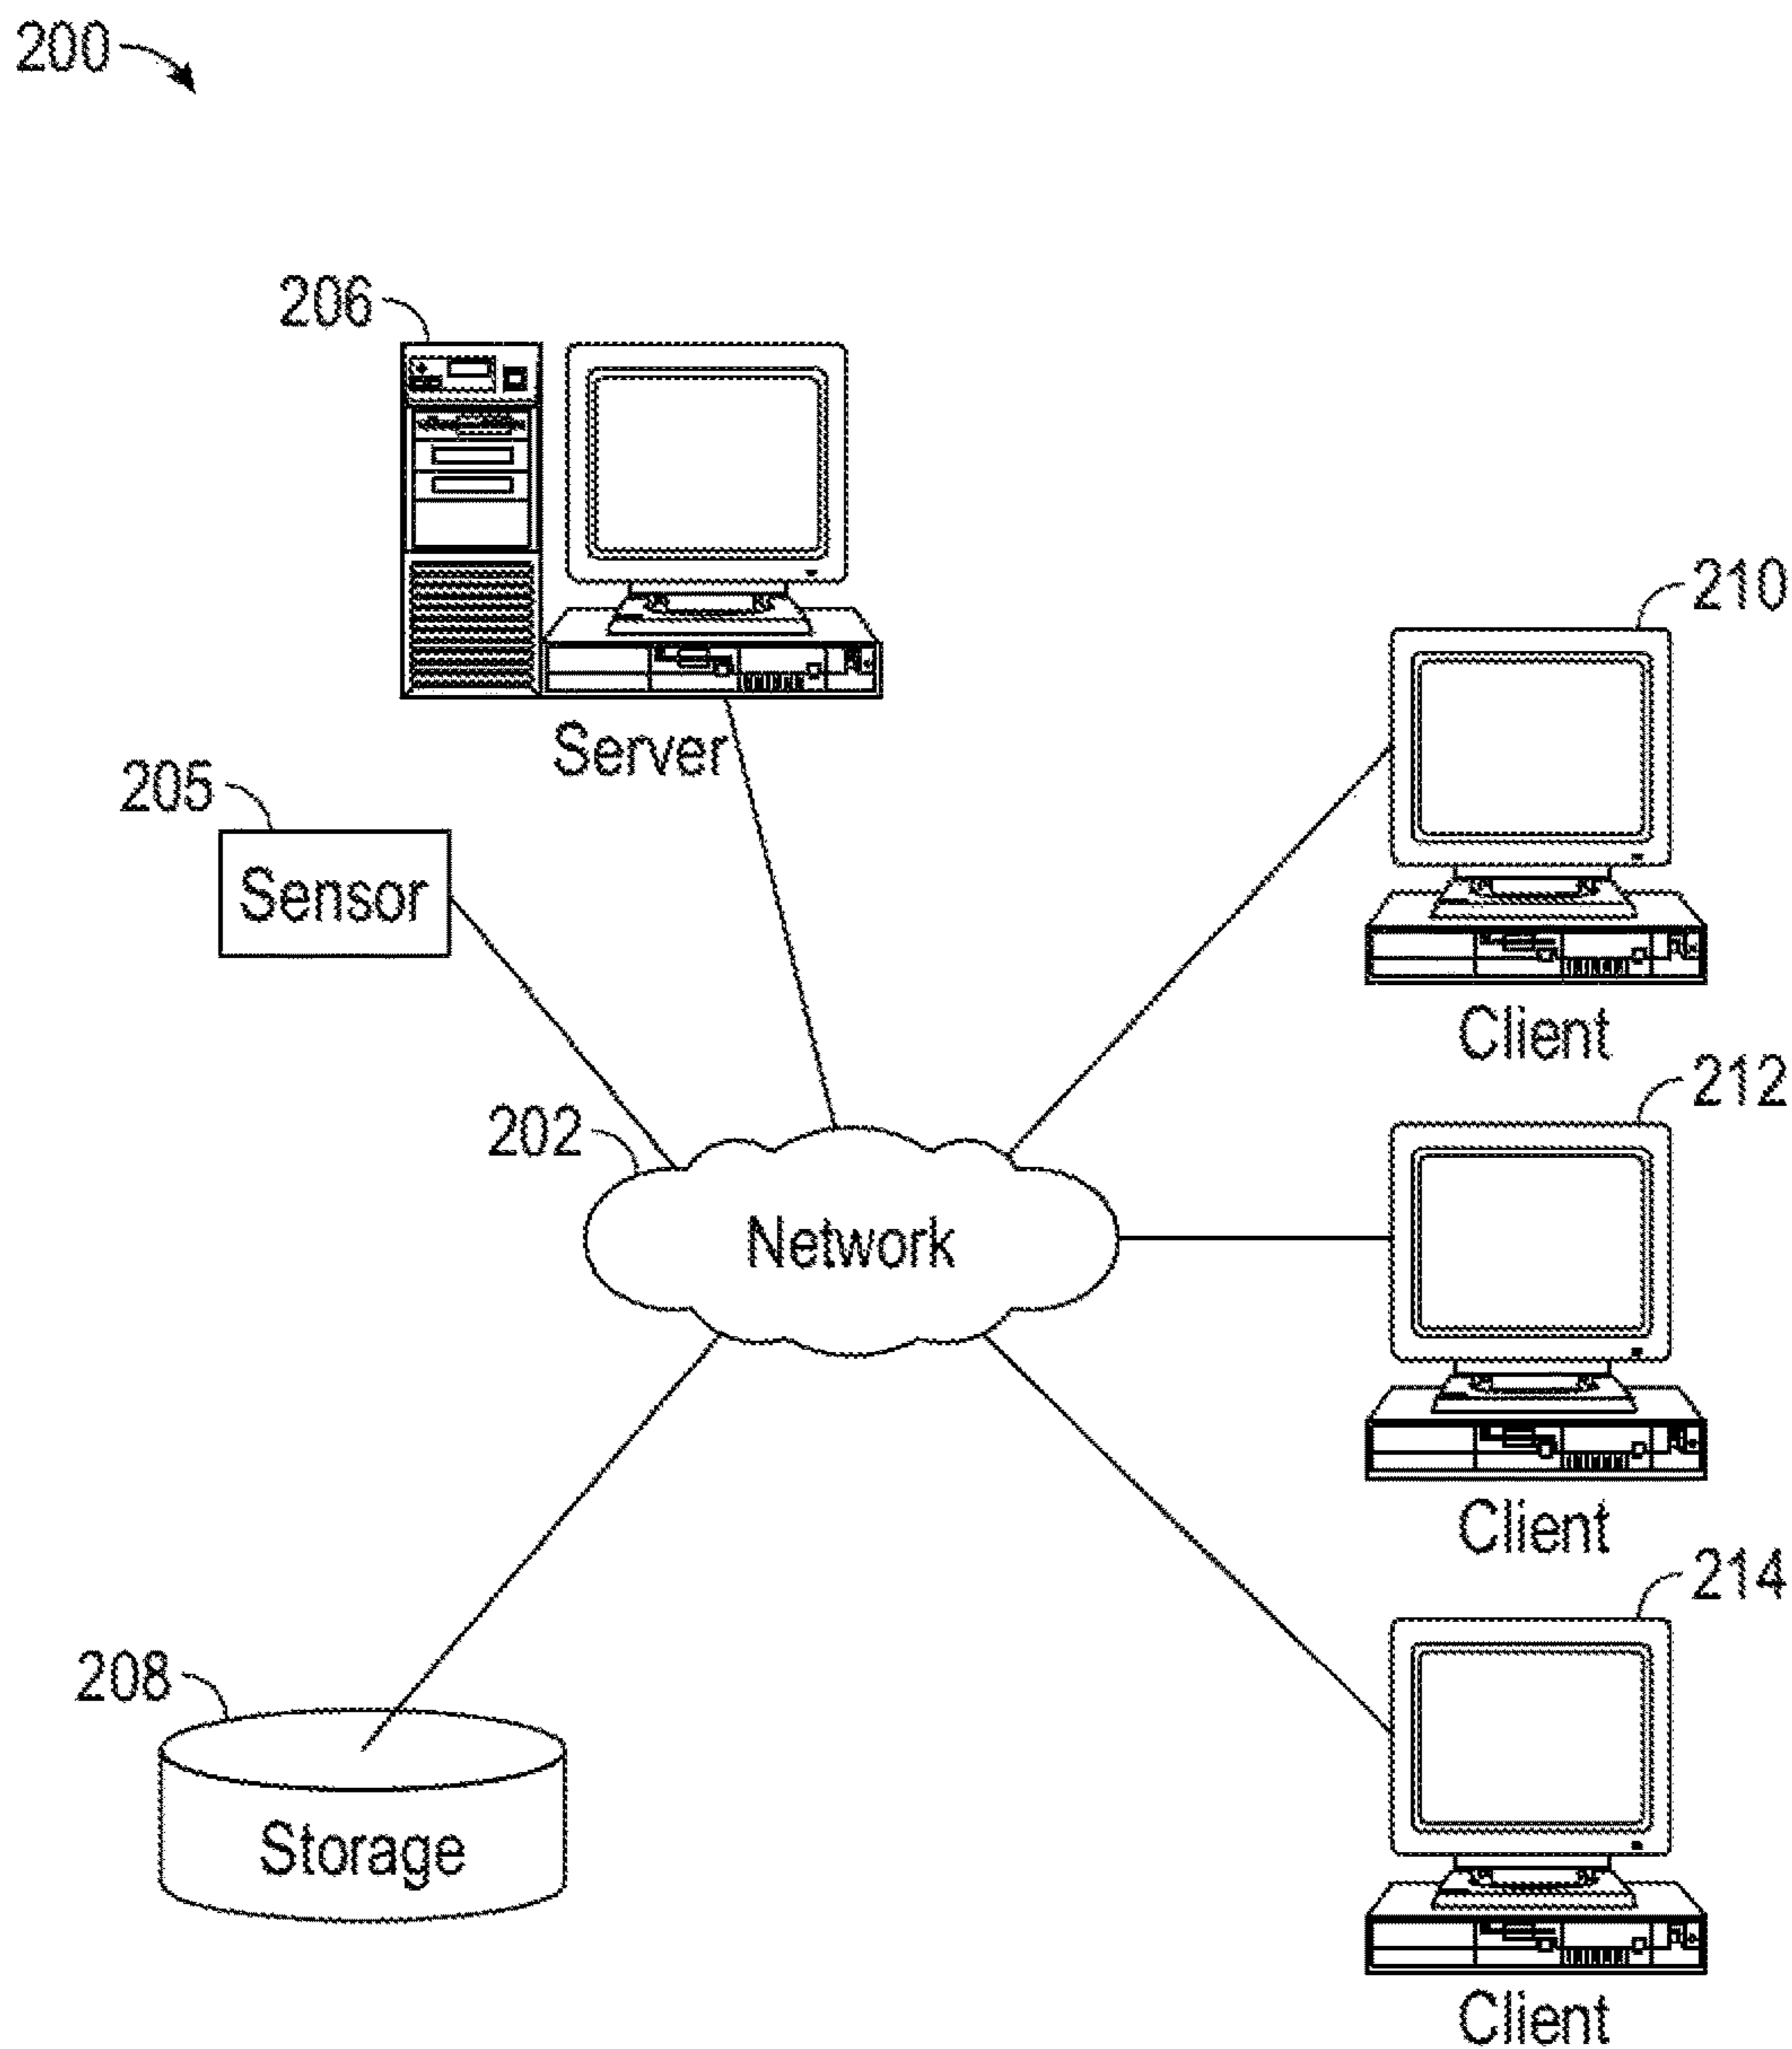 200
206
Server
205
Sensor
210
Client
202
Network
212
Client
208
Storage
214
Client